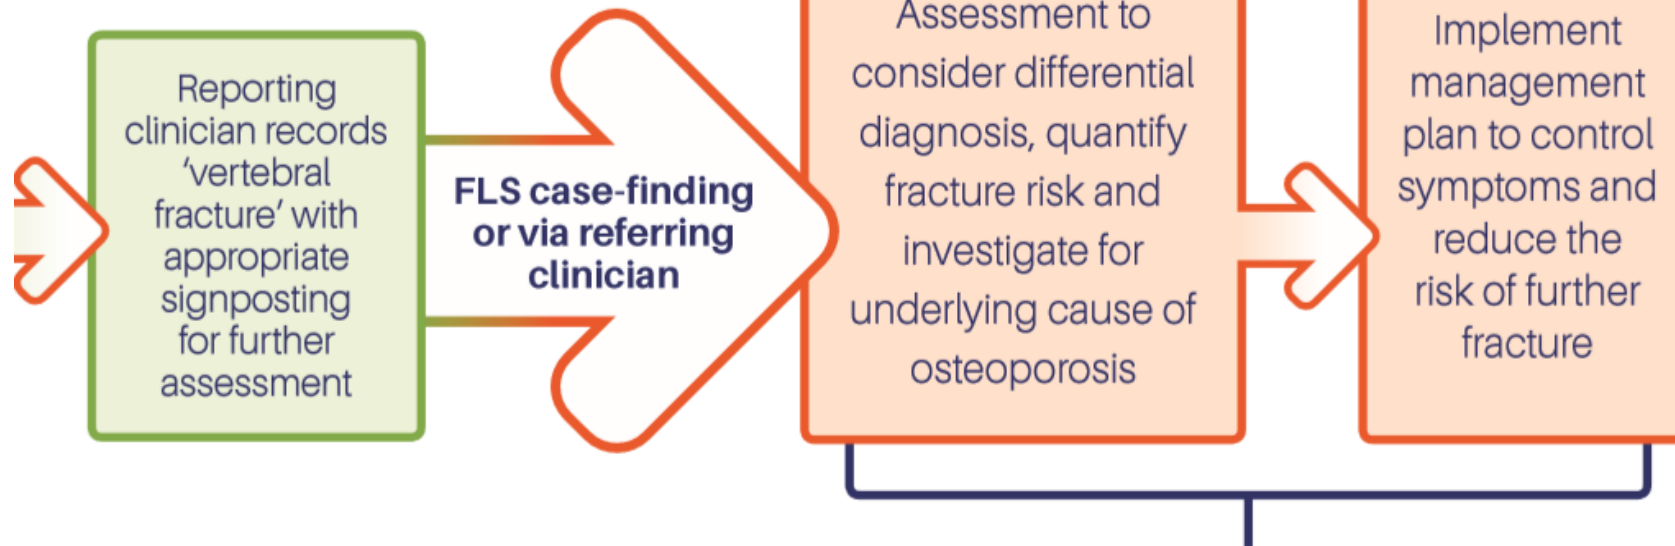 Reporting
clinician records
‘vertebral
fracture’ with
appropriate
signposting
for further
assessment
FLS case-finding
or via referring
clinician
Assessment to
consider differential
diagnosis, quantify
fracture risk and
investigate for
underlying cause of
osteoporosis
Implement
management
plan to control
symptoms and
reduce the
risk of further
fracture